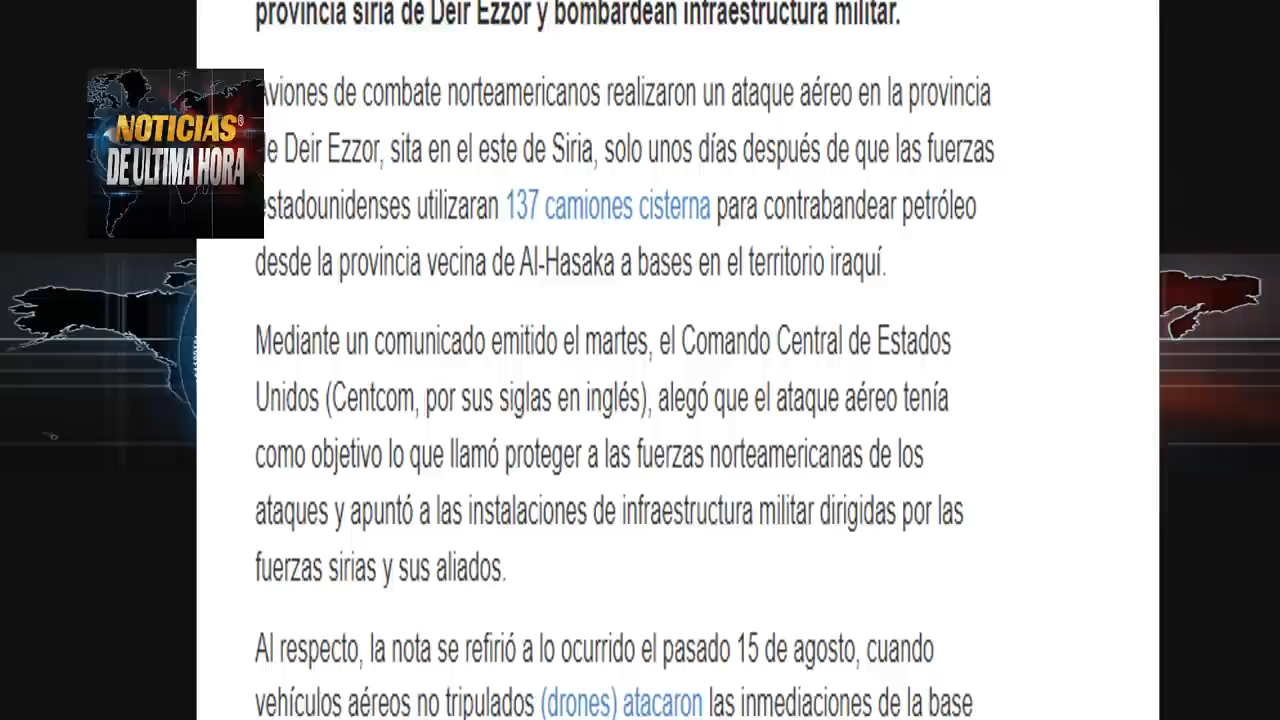 provincia siria de Deir Ezzor y bombardean infraestructura militar.
NOTICIAS®
DE ULTIMA HORA
viones de combate norteamericanos realizaron un ataque aéreo en la provincia
e Deir Ezzor, sita en el este de Siria, solo unos días después de que las fuerzas
stadounidenses utilizaran 137 camiones cisterna para contrabandear petróleo
desde la provincia vecina de Al-Hasaka a bases en el territorio iraquí.
Mediante un comunicado emitido el martes, el Comando Central de Estados
Unidos (Centcom, por sus siglas en inglés), alegó que el ataque aéreo tenía
como objetivo lo que llamó proteger a las fuerzas norteamericanas de los
ataques y apuntó a las instalaciones de infraestructura militar dirigidas por las
fuerzas sirias y sus aliados.
Al respecto, la nota se refirió a lo ocurrido el pasado 15 de agosto, cuando
vehículos aéreos no tripulados (drones) atacaron las inmediaciones de la base